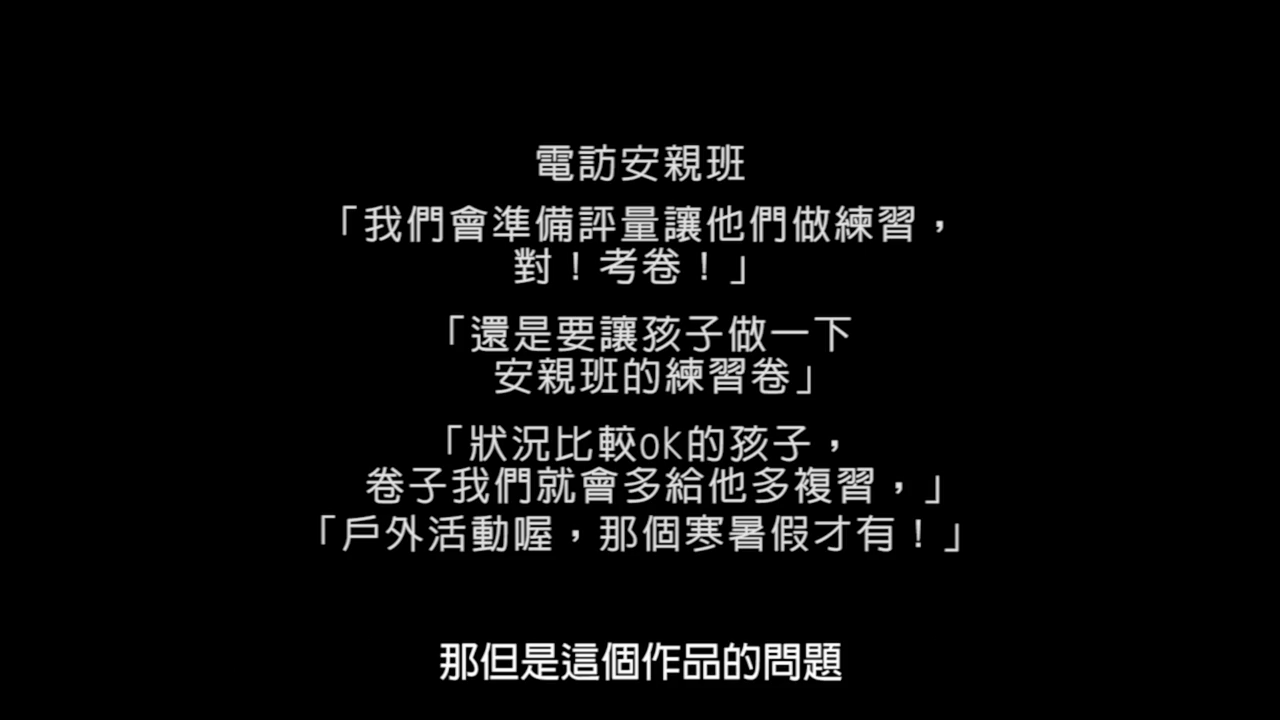 電訪安親班
「我們會準備評量讓他們做練習，
對！考卷！」
「還是要讓孩子做一下
安親班的練習卷」
「狀況比較ok的孩子，
卷子我們就會多給他多複習，」
「戶外活動喔，那個寒暑假才有！」
那但是這個作品的問題